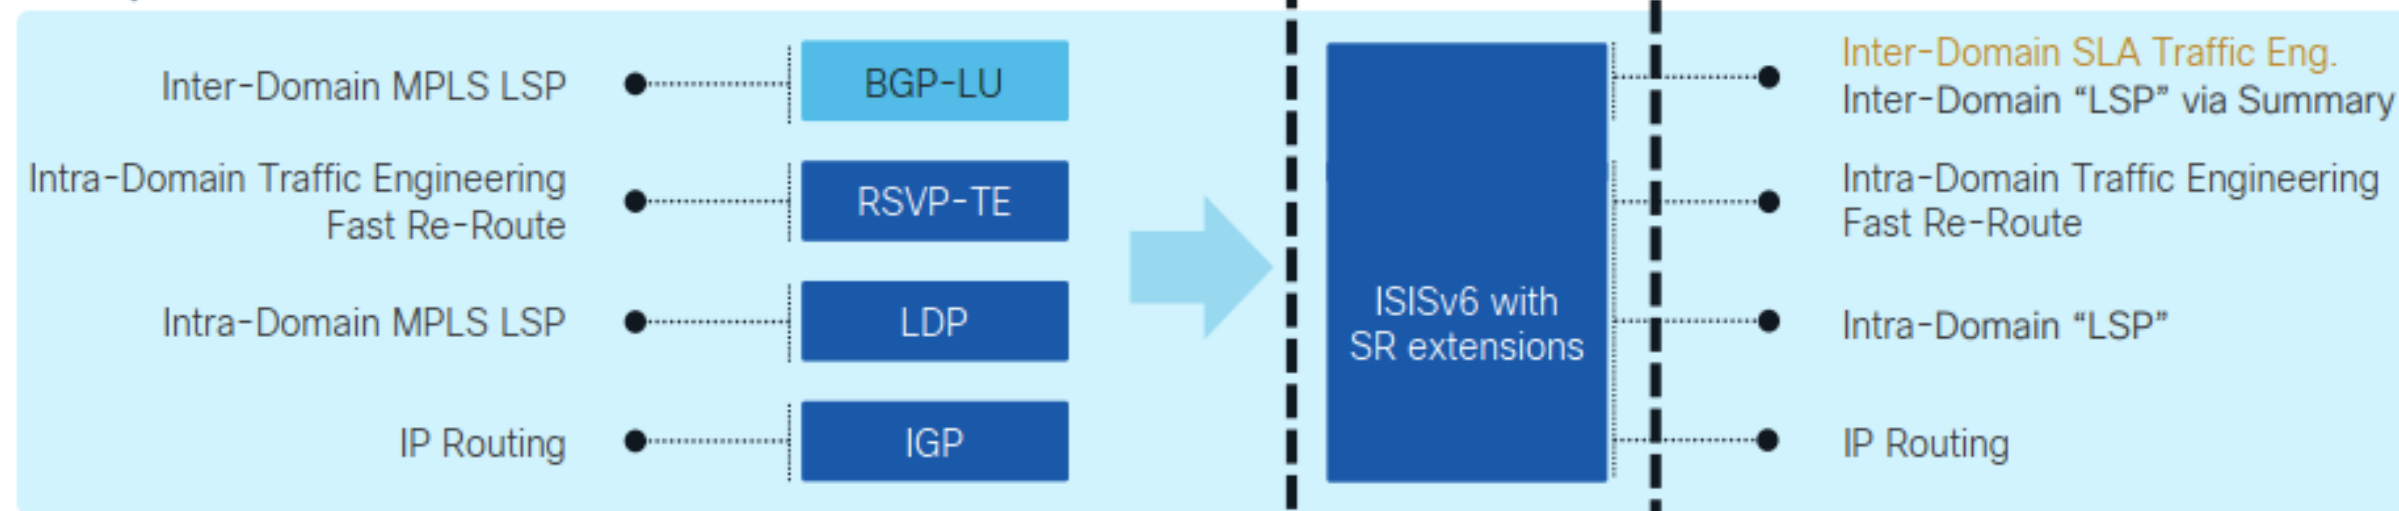 Inter-Domain MPLS LSP
BGP-LU
Intra-Domain Traffic Engineering
Fast Re-Route
RSVP-TE
Intra-Domain MPLS LSP
LDP
IP Routing
IGP
ISISv6 with
SR extensions
Inter-Domain SLA Traffic Eng.
Inter-Domain “LSP” via Summary
Intra-Domain Traffic Engineering
Fast Re-Route
Intra-Domain “LSP”
IP Routing